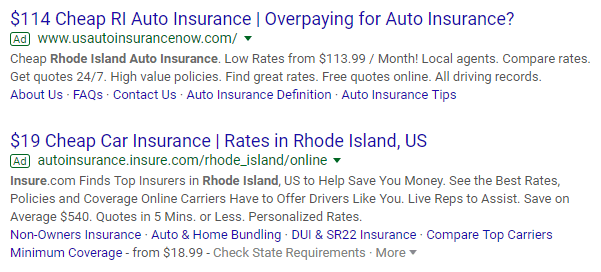 $114 Cheap RI Auto Insurance | Overpaying for Auto Insurance?
Ad www.usautoinsurancenow.com/
Cheap Rhode Island Auto Insurance. Low Rates from $113.99 / Month! Local agents. Compare rates.
Get quotes 24/7. High value policies. Find great rates. Free quotes online. All driving records.
About Us · FAQs · Contact Us · Auto Insurance Definition · Auto Insurance Tips
$19 Cheap Car Insurance | Rates in Rhode Island, US
Ad autoinsurance.insure.com/rhode_island/online
Insure.com Finds Top Insurers in Rhode Island, US to Help Save You Money. See the Best Rates,
Policies and Coverage Online Carriers Have to Offer Drivers Like You. Live Reps to Assist. Save on
Average $540. Quotes in 5 Mins. or Less. Personalized Rates.
Non-Owners Insurance · Auto & Home Bundling · DUI & SR22 Insurance · Compare Top Carriers
Minimum Coverage - from $18.99 - Check State Requirements · More